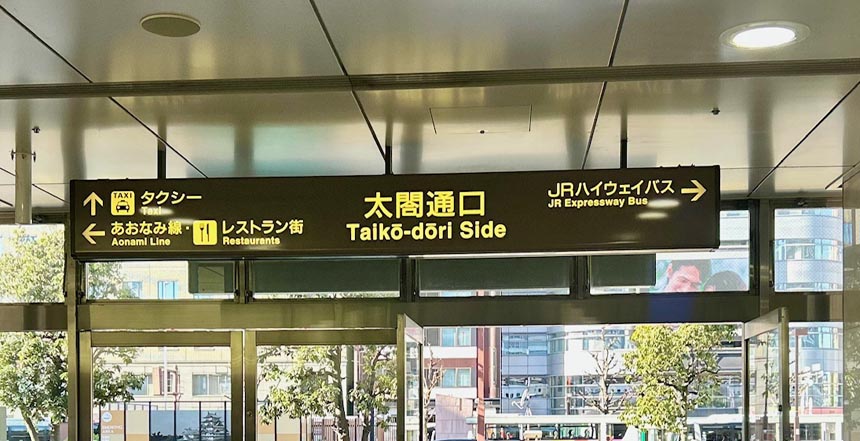 ↑ TAXI タクシー
Taxi
← あおなみ線・ レストラン街
Aonami Line Restaurants
太閤通口
Taikō-dōri Side
JRハイウェイバス →
JR Expressway Bus